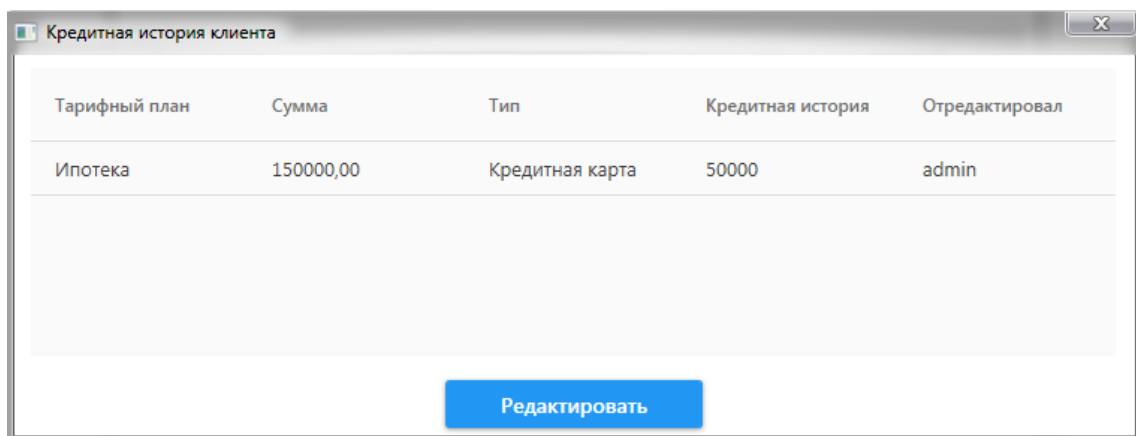 Кредитная история клиента
Тарифный план Сумма Тип Кредитная история Отредактировал
Ипотека 150000,00 Кредитная карта 50000 admin
Редактировать